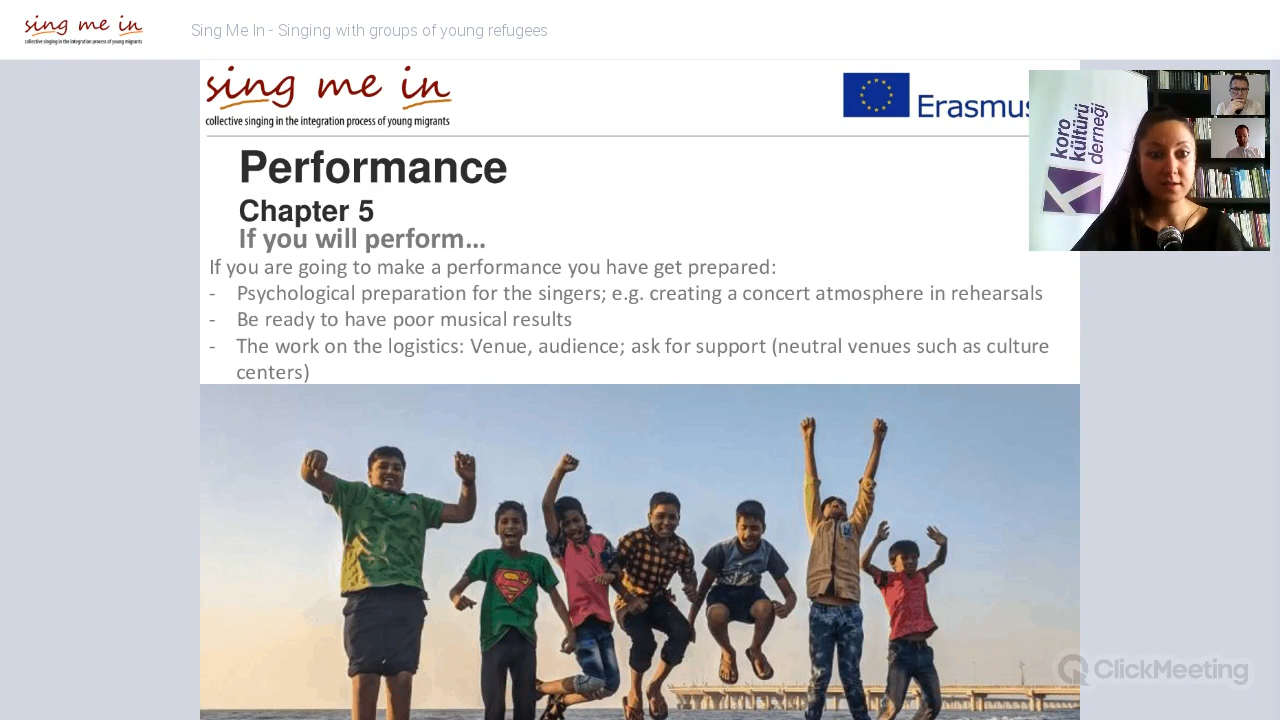 sing me in
collective singing in the integration process of young migrants
Sing Me In - Singing with groups of young refugees
sing me in
collective singing in the integration process of young migrants
Erasmus
koro
kültürü
derneği
Performance
Chapter 5
If you will perform...
If you are going to make a performance you have get prepared:
- Psychological preparation for the singers; e.g. creating a concert atmosphere in rehearsals
- Be ready to have poor musical results
- The work on the logistics: Venue, audience; ask for support (neutral venues such as culture
centers)
ClickMeeting